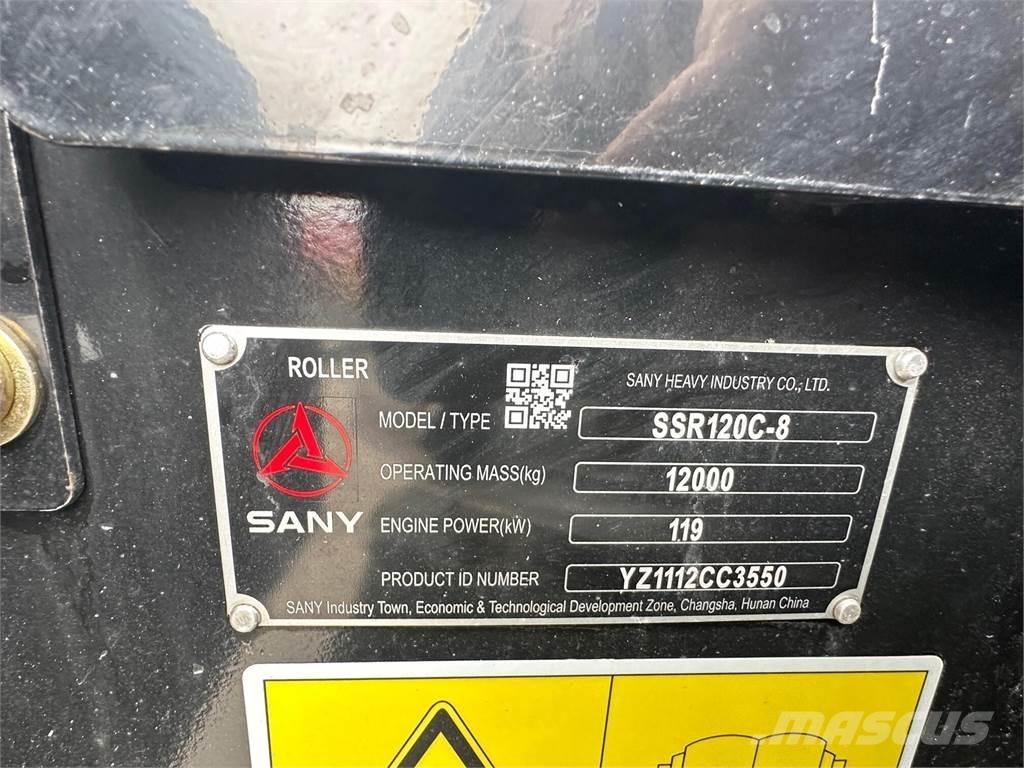 ROLLER
SANY HEAVY INDUSTRY CO., LTD.
MODEL / TYPE SSR120C-8
OPERATING MASS(kg) 12000
SANY
ENGINE POWER(kW) 119
PRODUCT ID NUMBER YZ1112CC3550
SANY Industry Town, Economic & Technological Development Zone, Changsha, Hunan China
MASCUS